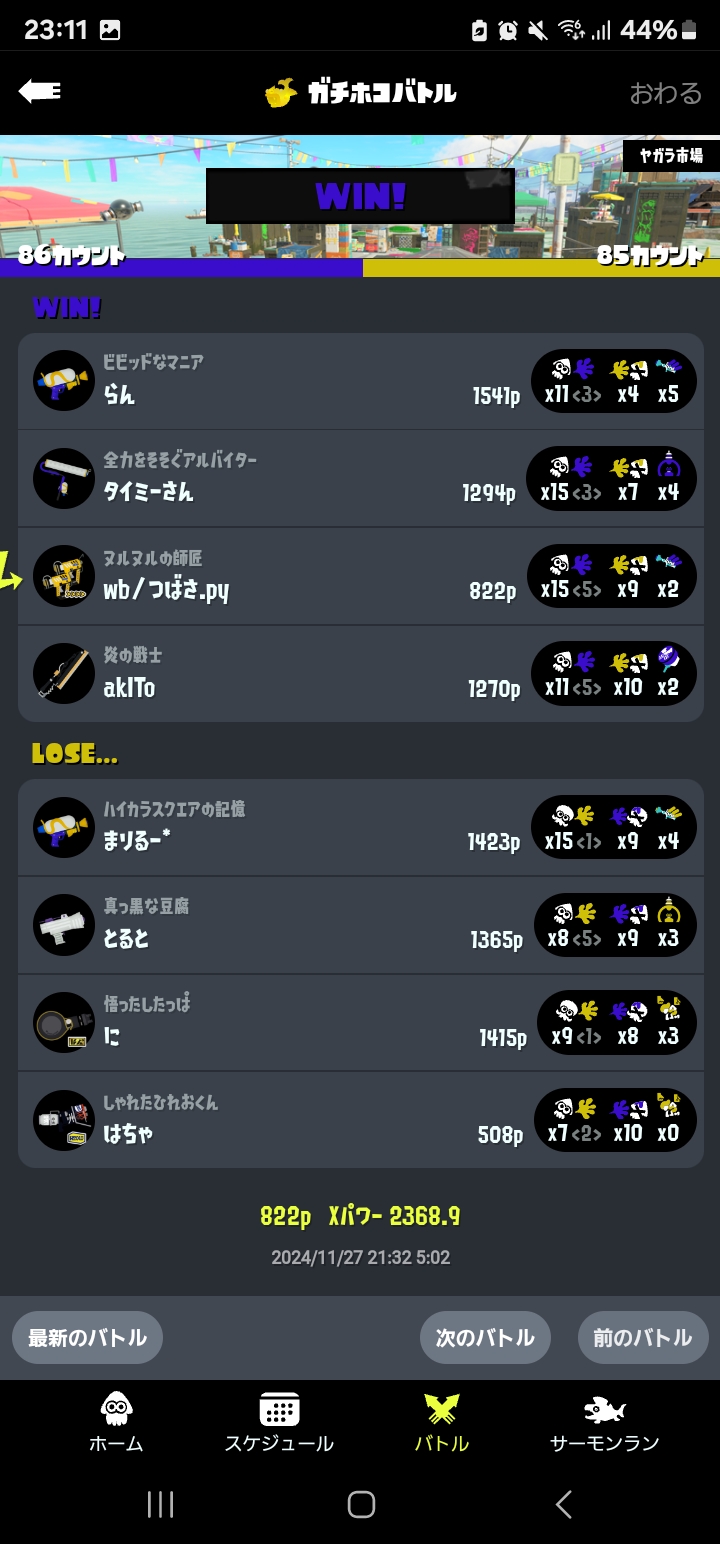 23:11 44%
ガチホコバトル おわる
ヤガラ市場
WIN!
86カウント 85カウント
WIN!
ビビッドなマニア
らん 1541p x11 <3> x4 x5
全力をそそぐアルバイター
タイミーさん 1294p x15 <3> x7 x4
ヌルヌルの師匠
wb/つばさ.py 822p x15 <5> x9 x2
炎の戦士
akITo 1270p x11 <5> x10 x2
LOSE...
ハイカラスクエアの記憶
まりるー* 1423p x15 <1> x9 x4
真っ黒な豆腐
とると 1365p x8 <5> x9 x3
悟ったしたっぱ
に 1415p x9 <1> x8 x3
しゃれたひれおくん
はちゃ 508p x7 <2> x10 x0
822p Xパワー 2368.9
2024/11/27 21:32 5:02
最新のバトル 次のバトル 前のバトル
ホーム スケジュール バトル サーモンラン